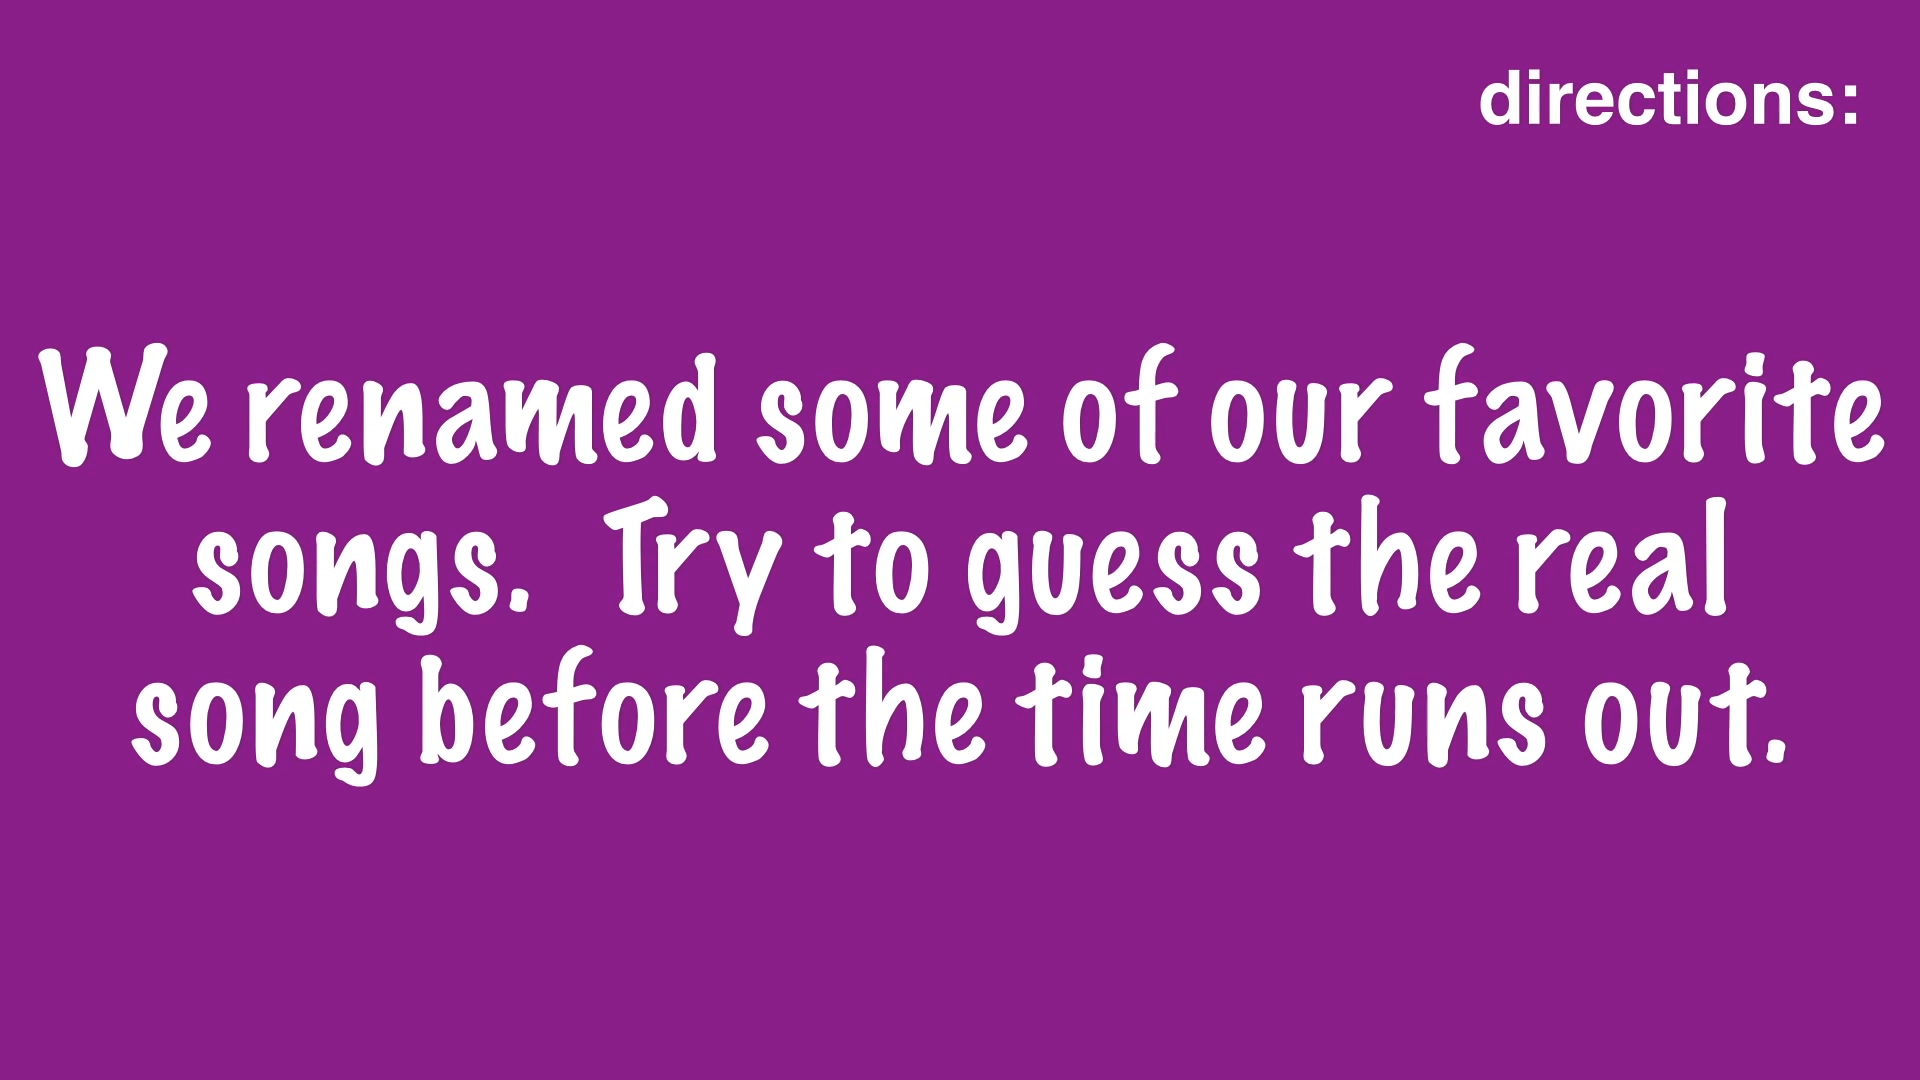 directions:
We renamed some of our favorite
songs.  Try to guess the real
song before the time runs out.